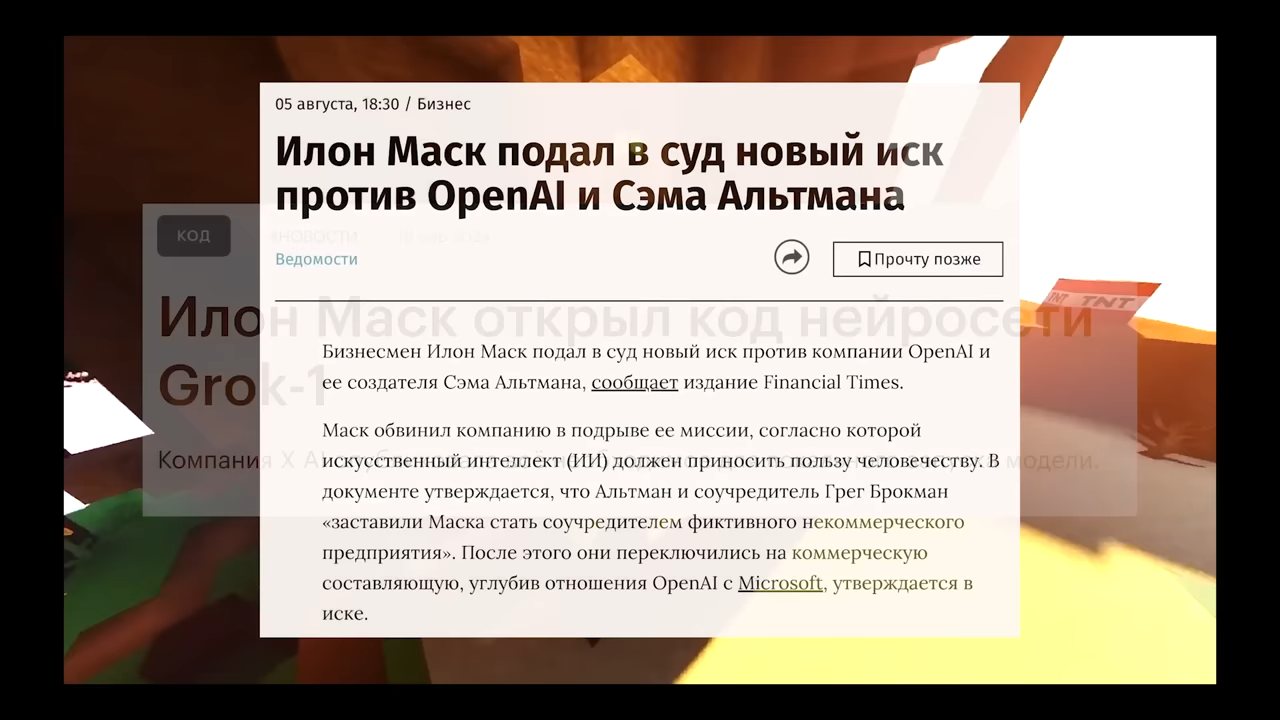 05 августа, 18:30 / Бизнес
Илон Маск подал в суд новый иск
против OpenAI и Сэма Альтмана
КОД
#НОВОСТИ
Ведомости
Прочту позже
Илон Маск открыл код нейросети
Grok-1
TNT
TNT
Бизнесмен Илон Маск подал в суд новый иск против компании OpenAI и
ее создателя Сэма Альтмана, сообщает издание Financial Times.
Маск обвинил компанию в подрыве ее миссии, согласно которой
Компания X AI модели.
искусственный интеллект (ИИ) должен приносить пользу человечеству. В
документе утверждается, что Альтман и соучредитель Грег Брокман
«заставили Маска стать соучредителем фиктивного некоммерческого
предприятия». После этого они переключились на коммерческую
составляющую, углубив отношения OpenAI с Microsoft, утверждается в
иске.